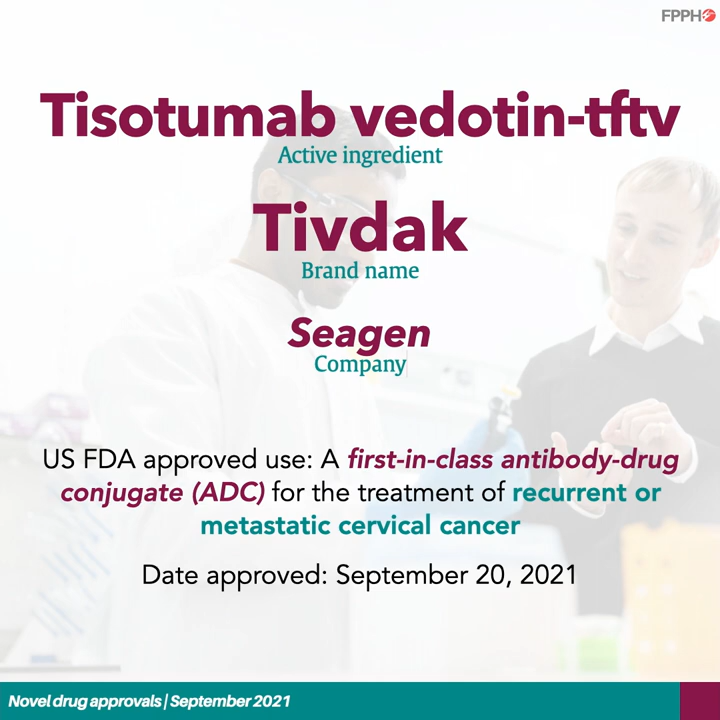 FPPH
Tisotumab vedotin-tftv
Active ingredient
Tivdak
Brand name
Seagen
Company
US FDA approved use: A first-in-class antibody-drug
conjugate (ADC) for the treatment of recurrent or
metastatic cervical cancer
Date approved: September 20, 2021
Novel drug approvals | September 2021